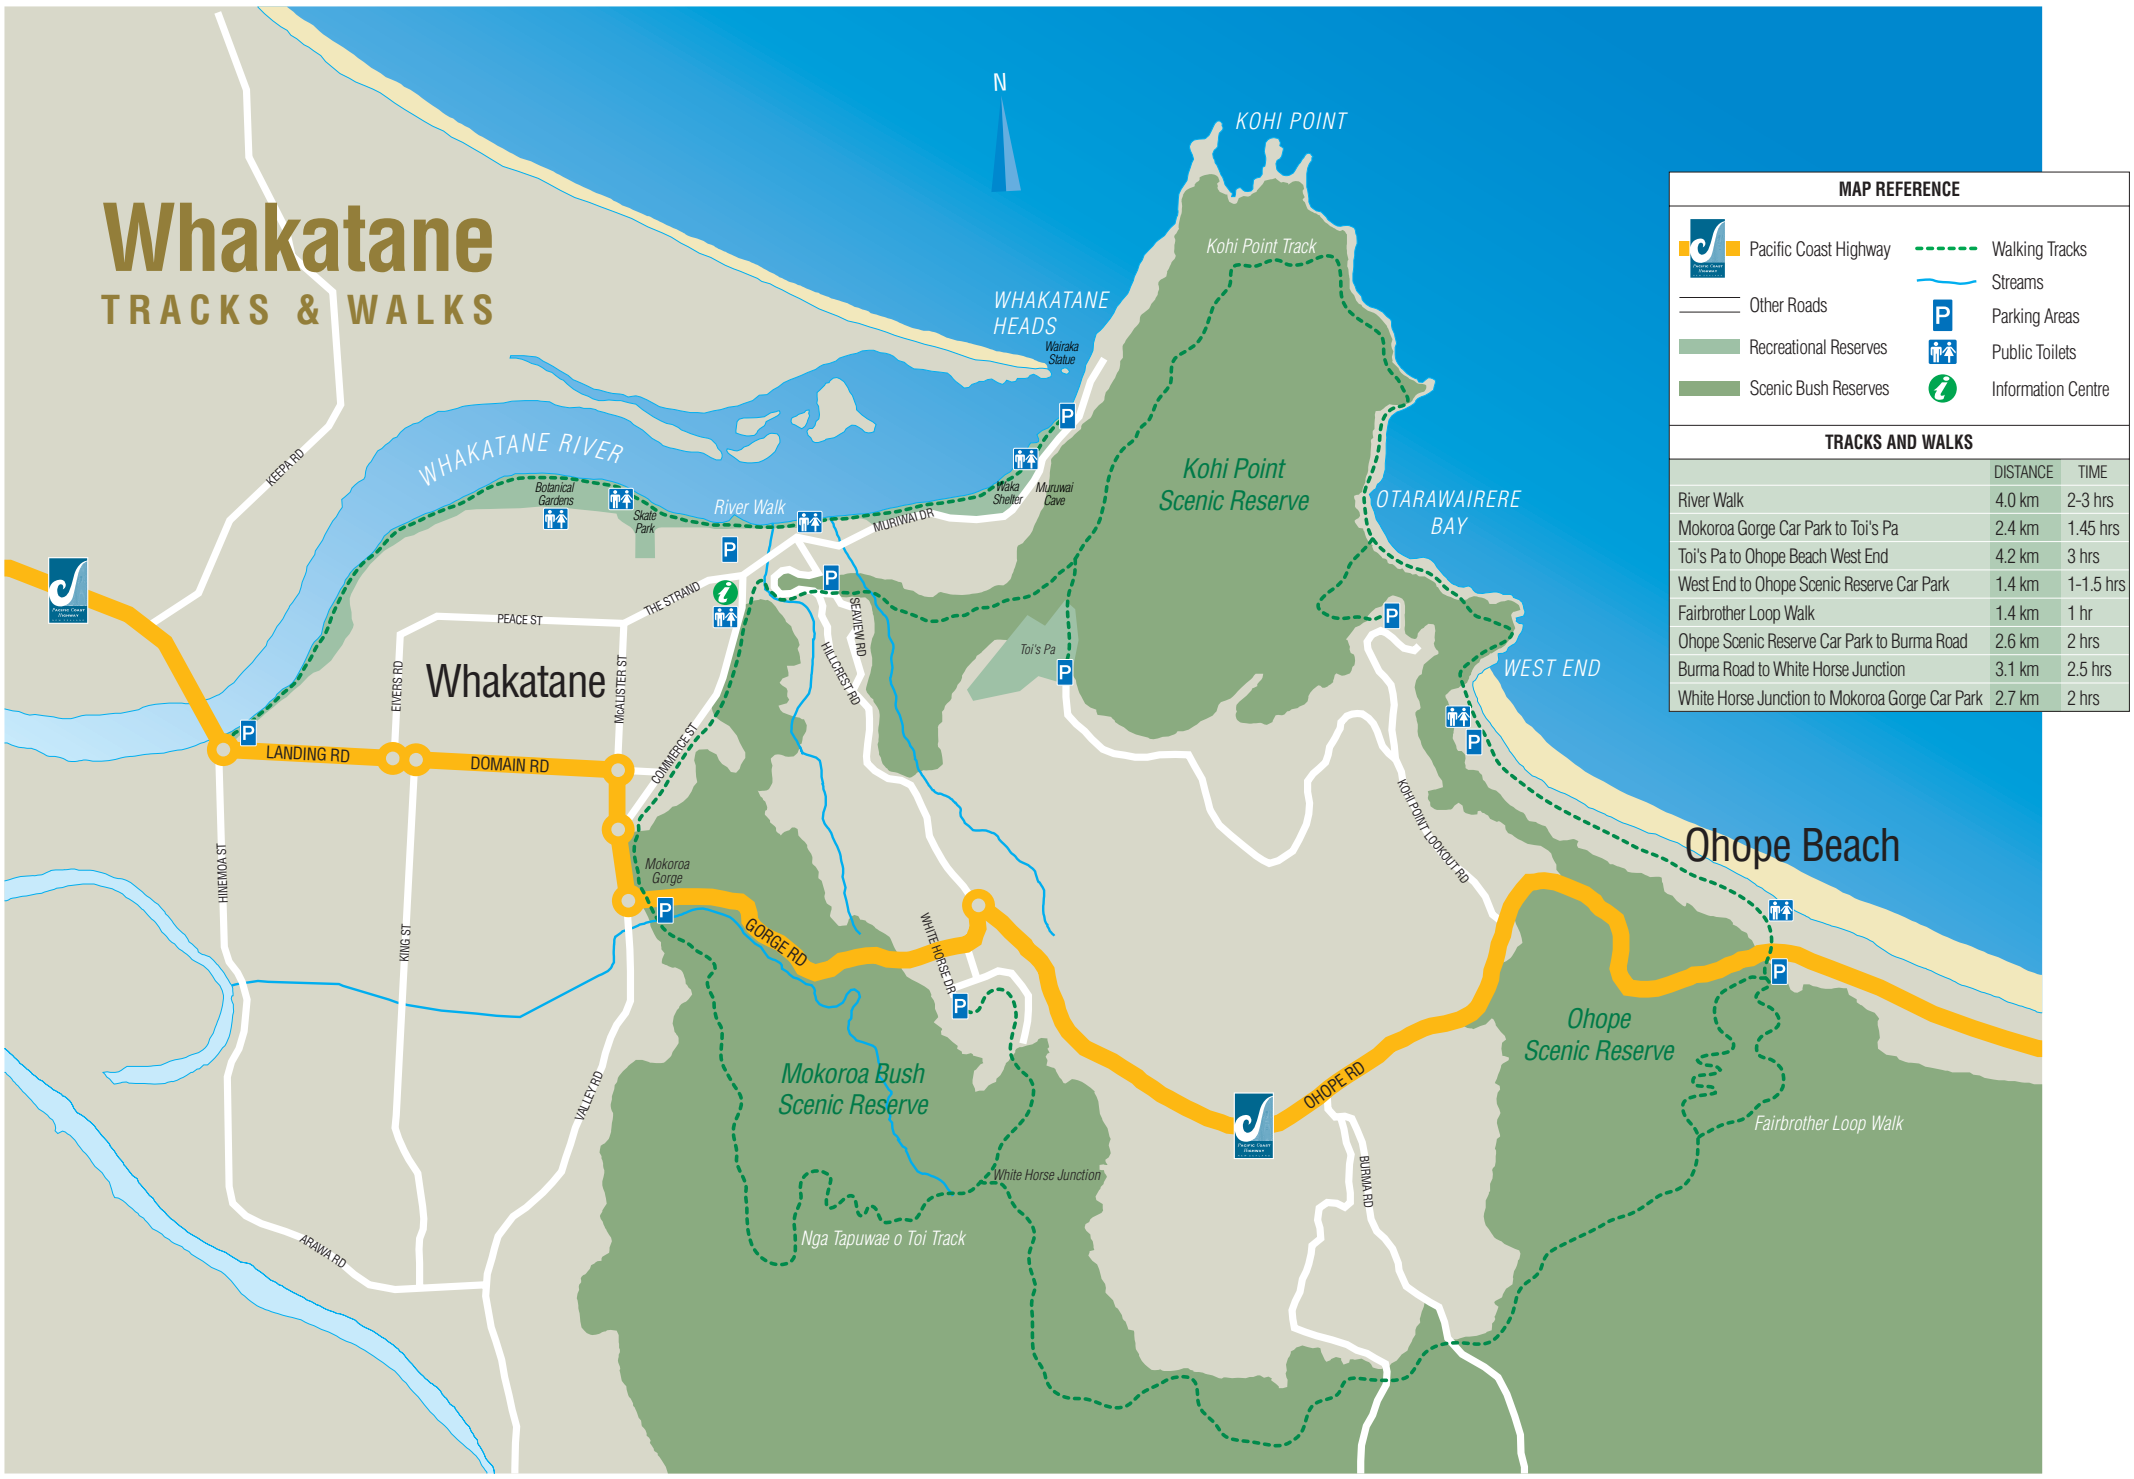 Whakatane
TRACKS & WALKS
N
KOHI POINT
Kohi Point Track
WHAKATANE
HEADS
Wairaka
Statue
WHAKATANE RIVER
KEEPA RD
Botanical
Gardens
Skate
Park
River Walk
P
MURIWAI DR
Waka
Shelter
Muruwai
Cave
P
Kohi Point
Scenic Reserve
OTARAWAIRERE
BAY
PACIFIC COAST
HIGHWAY
PEACE ST
THE STRAND
i
P
SEAVIEW RD
HILLCREST RD
Toi's Pa
P
P
WEST END
P
EIVERS RD
Whakatane
McALISTER ST
COMMERCE ST
P
LANDING RD
DOMAIN RD
HINEMOA ST
KING ST
Mokoroa
Gorge
P
GORGE RD
WHITE HORSE DR
P
KOHI POINT LOOKOUT RD
Ohope Beach
P
Ohope
Scenic Reserve
Fairbrother Loop Walk
OHOPE RD
PACIFIC COAST
HIGHWAY
BURMA RD
VALLEY RD
Mokoroa Bush
Scenic Reserve
White Horse Junction
Nga Tapuwae o Toi Track
ARAWA RD
MAP REFERENCE
PACIFIC COAST
HIGHWAY
Pacific Coast Highway
Walking Tracks
Streams
Other Roads
P
Parking Areas
Recreational Reserves
Public Toilets
Scenic Bush Reserves
i
Information Centre
TRACKS AND WALKS
DISTANCE TIME
River Walk 4.0 km 2-3 hrs
Mokoroa Gorge Car Park to Toi's Pa 2.4 km 1.45 hrs
Toi's Pa to Ohope Beach West End 4.2 km 3 hrs
West End to Ohope Scenic Reserve Car Park 1.4 km 1-1.5 hrs
Fairbrother Loop Walk 1.4 km 1 hr
Ohope Scenic Reserve Car Park to Burma Road 2.6 km 2 hrs
Burma Road to White Horse Junction 3.1 km 2.5 hrs
White Horse Junction to Mokoroa Gorge Car Park 2.7 km 2 hrs